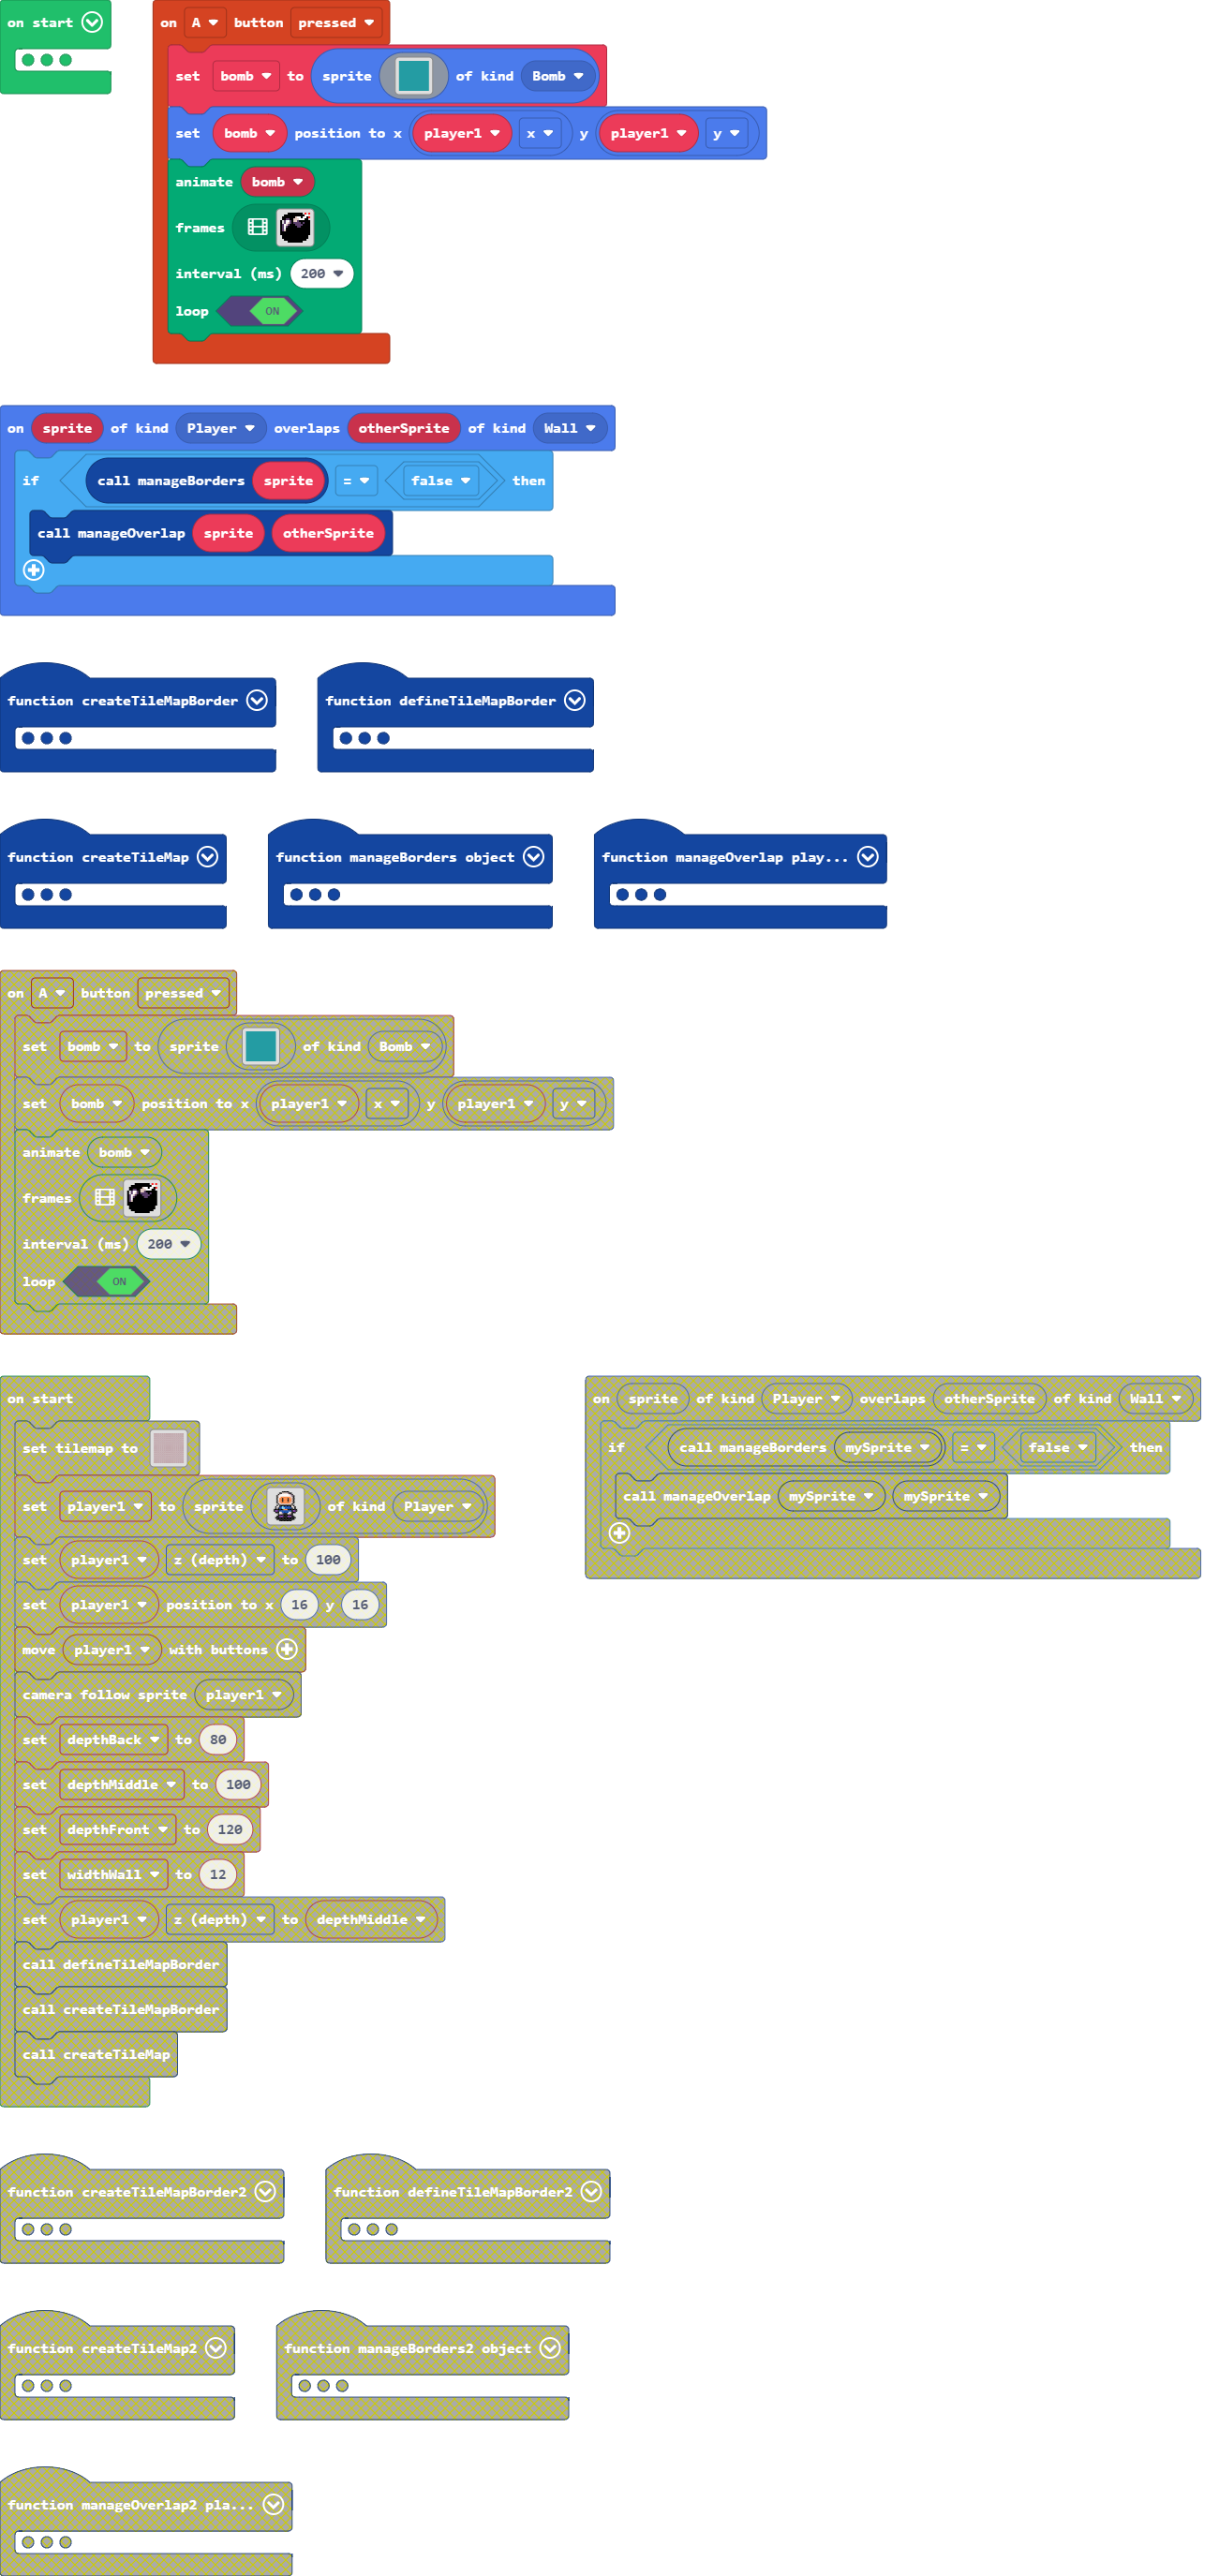 on start
on A button pressed
set bomb to sprite of kind Bomb
set bomb position to x player1 x y player1 y
animate bomb
frames
interval (ms) 200
loop ON
on sprite of kind Player overlaps otherSprite of kind Wall
if call manageBorders sprite = false then
call manageOverlap sprite otherSprite
function createTileMapBorder
function defineTileMapBorder
function createTileMap
function manageBorders object
function manageOverlap play...
on A button pressed
set bomb to sprite of kind Bomb
set bomb position to x player1 x y player1 y
animate bomb
frames
interval (ms) 200
loop ON
on start
set tilemap to
set player1 to sprite of kind Player
set player1 z (depth) to 100
set player1 position to x 16 y 16
move player1 with buttons
camera follow sprite player1
set depthBack to 80
set depthMiddle to 100
set depthFront to 120
set widthWall to 12
set player1 z (depth) to depthMiddle
call defineTileMapBorder
call createTileMapBorder
call createTileMap
on sprite of kind Player overlaps otherSprite of kind Wall
if call manageBorders mySprite = false then
call manageOverlap mySprite mySprite
function createTileMapBorder2
function defineTileMapBorder2
function createTileMap2
function manageBorders2 object
function manageOverlap2 pla...